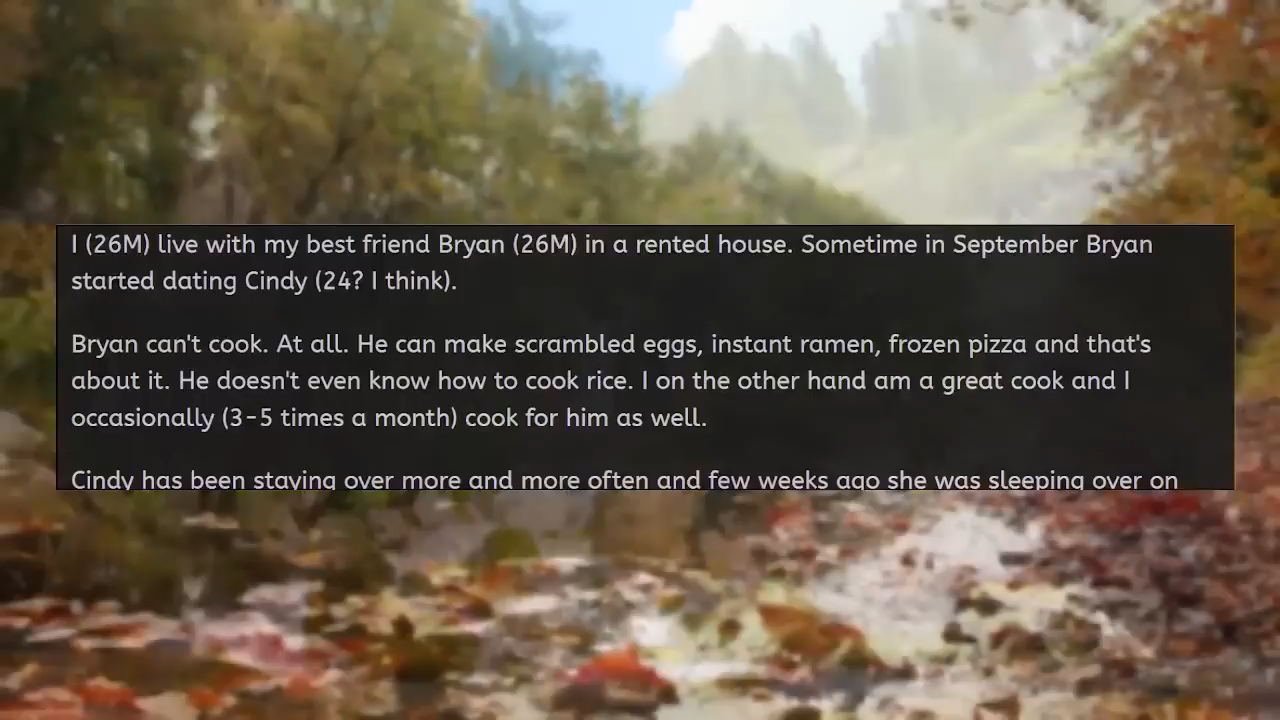 I (26M) live with my best friend Bryan (26M) in a rented house. Sometime in September Bryan
started dating Cindy (24? I think).
Bryan can't cook. At all. He can make scrambled eggs, instant ramen, frozen pizza and that's
about it. He doesn't even know how to cook rice. I on the other hand am a great cook and I
occasionally (3-5 times a month) cook for him as well.
Cindy has been staying over more and more often and few weeks ago she was sleeping over on